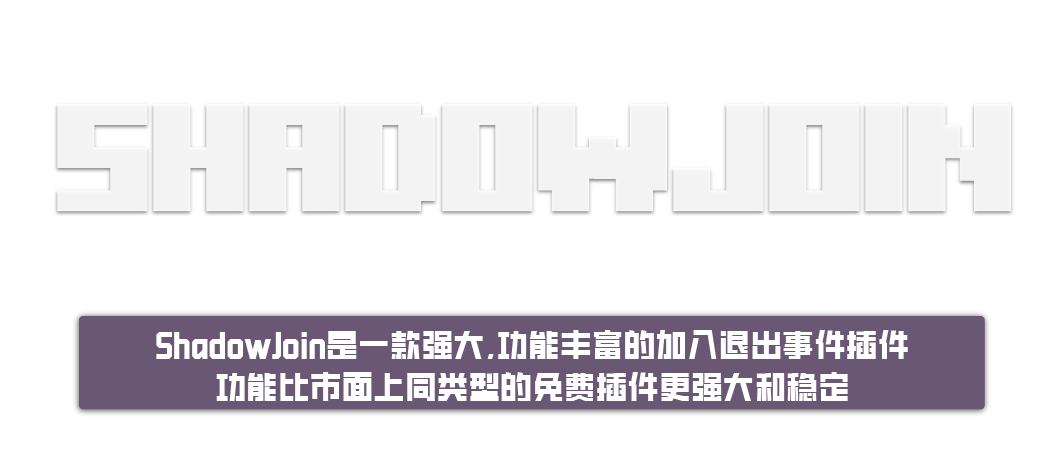 SHADOWJOIN
ShadowJoin是一款强大,功能丰富的加入退出事件插件
功能比市面上同类型的免费插件更强大和稳定